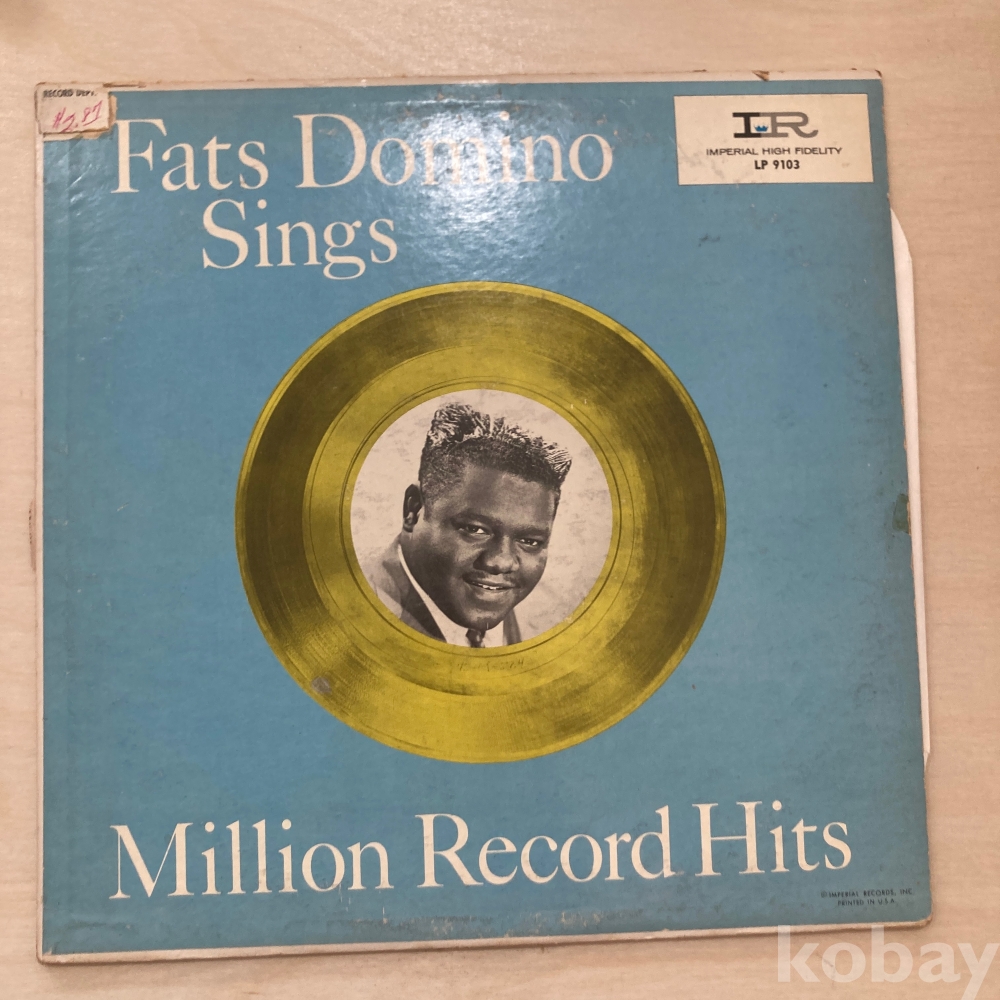 RECORD DEPT.
Fats Domino
Sings
IR
IMPERIAL HIGH FIDELITY
LP 9103
Million Record Hits
© IMPERIAL RECORDS, INC.
PRINTED IN U.S.A.
kobay